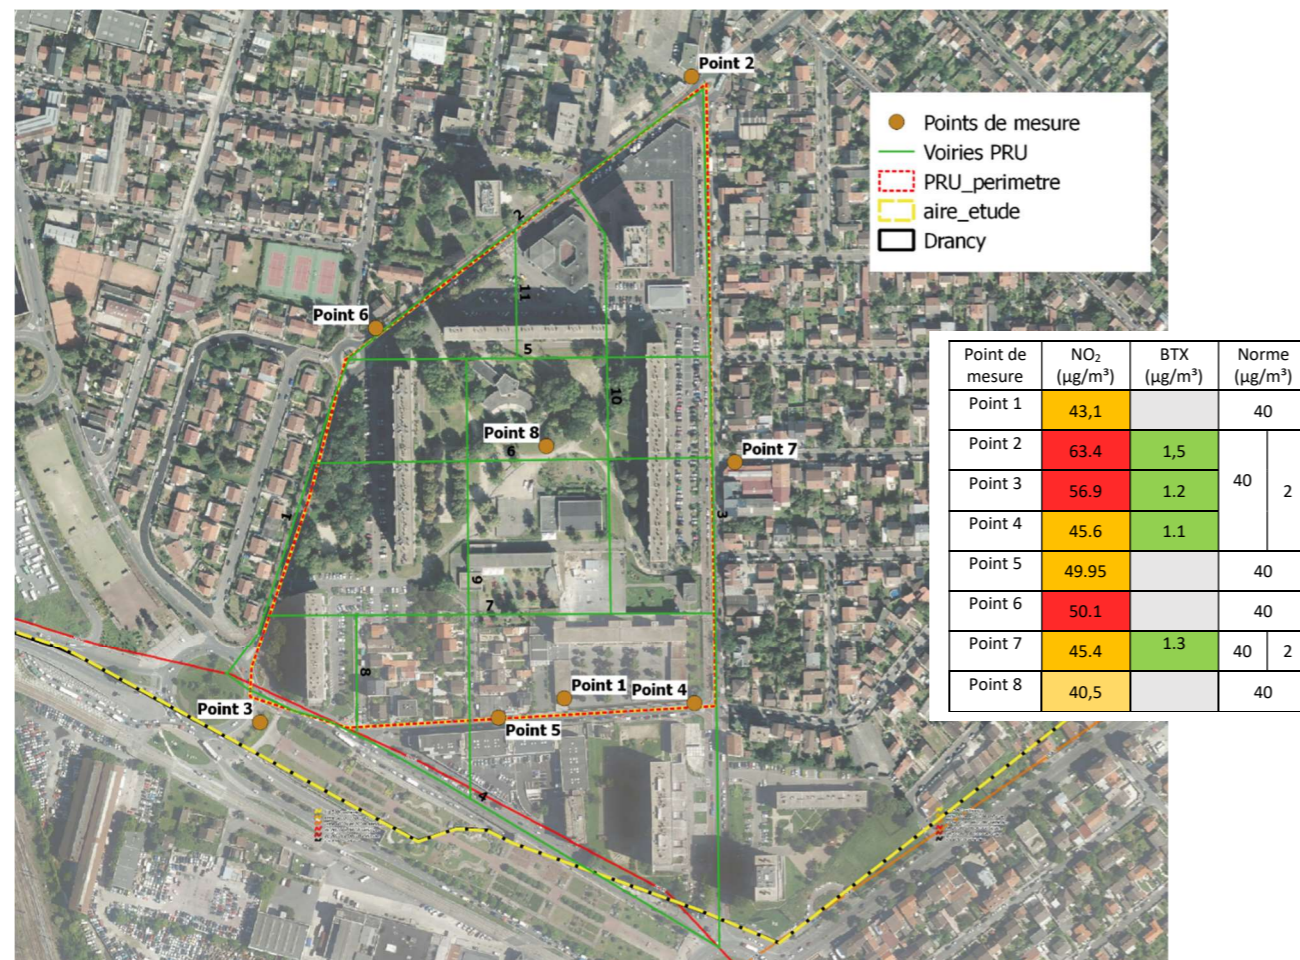 Point 2
Points de mesure
Voiries PRU
PRU_perimetre
aire_etude
Drancy
2
11
Point 6
5
10
Point 8
6
Point 7
1
3
9
7
8
Point 1
Point 4
Point 3
Point 5
4
Point de mesure NO₂ (µg/m³) BTX (µg/m³) Norme (µg/m³)
Point 1 43,1 40
Point 2 63.4 1,5 40 2
Point 3 56.9 1.2
Point 4 45.6 1.1
Point 5 49.95 40
Point 6 50.1 40
Point 7 45.4 1.3 40 2
Point 8 40,5 40